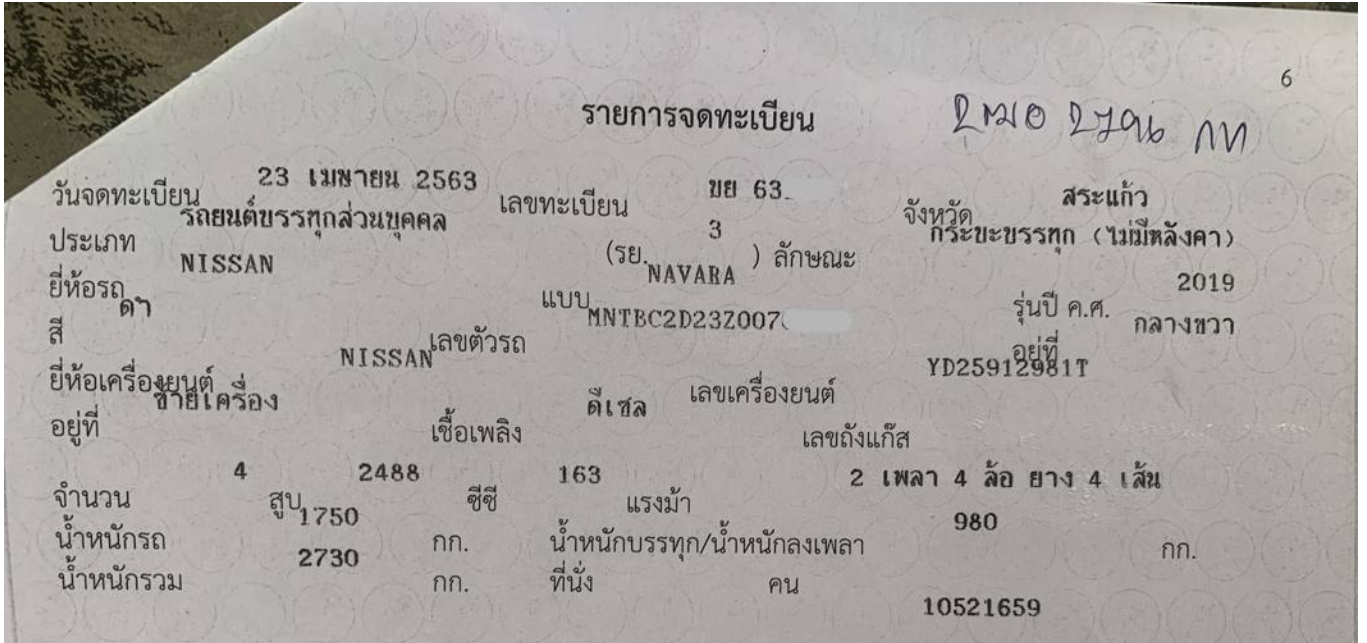 6
รายการจดทะเบียน
2ฒอ 2796 กท
วันจดทะเบียน 23 เมษายน 2563 เลขทะเบียน ขย 63 จังหวัด สระแก้ว
ประเภท รถยนต์บรรทุกส่วนบุคคล (รย. 3 ) ลักษณะ กระบะบรรทุก (ไม่มีหลังคา)
ยี่ห้อรถ NISSAN แบบ NAVARA รุ่นปี ค.ศ. 2019
สี ดำ เลขตัวรถ MNTBC2D23Z007 อยู่ที่ กลางขวา
ยี่ห้อเครื่องยนต์ NISSAN เลขเครื่องยนต์ YD25912981T
อยู่ที่ ซ้ายเครื่อง เชื้อเพลิง ดีเซล เลขถังแก๊ส
จำนวน 4 สูบ 2488 ซีซี 163 แรงม้า 2 เพลา 4 ล้อ ยาง 4 เส้น
น้ำหนักรถ 1750 กก. น้ำหนักบรรทุก/น้ำหนักลงเพลา 980 กก.
น้ำหนักรวม 2730 กก. ที่นั่ง คน
10521659